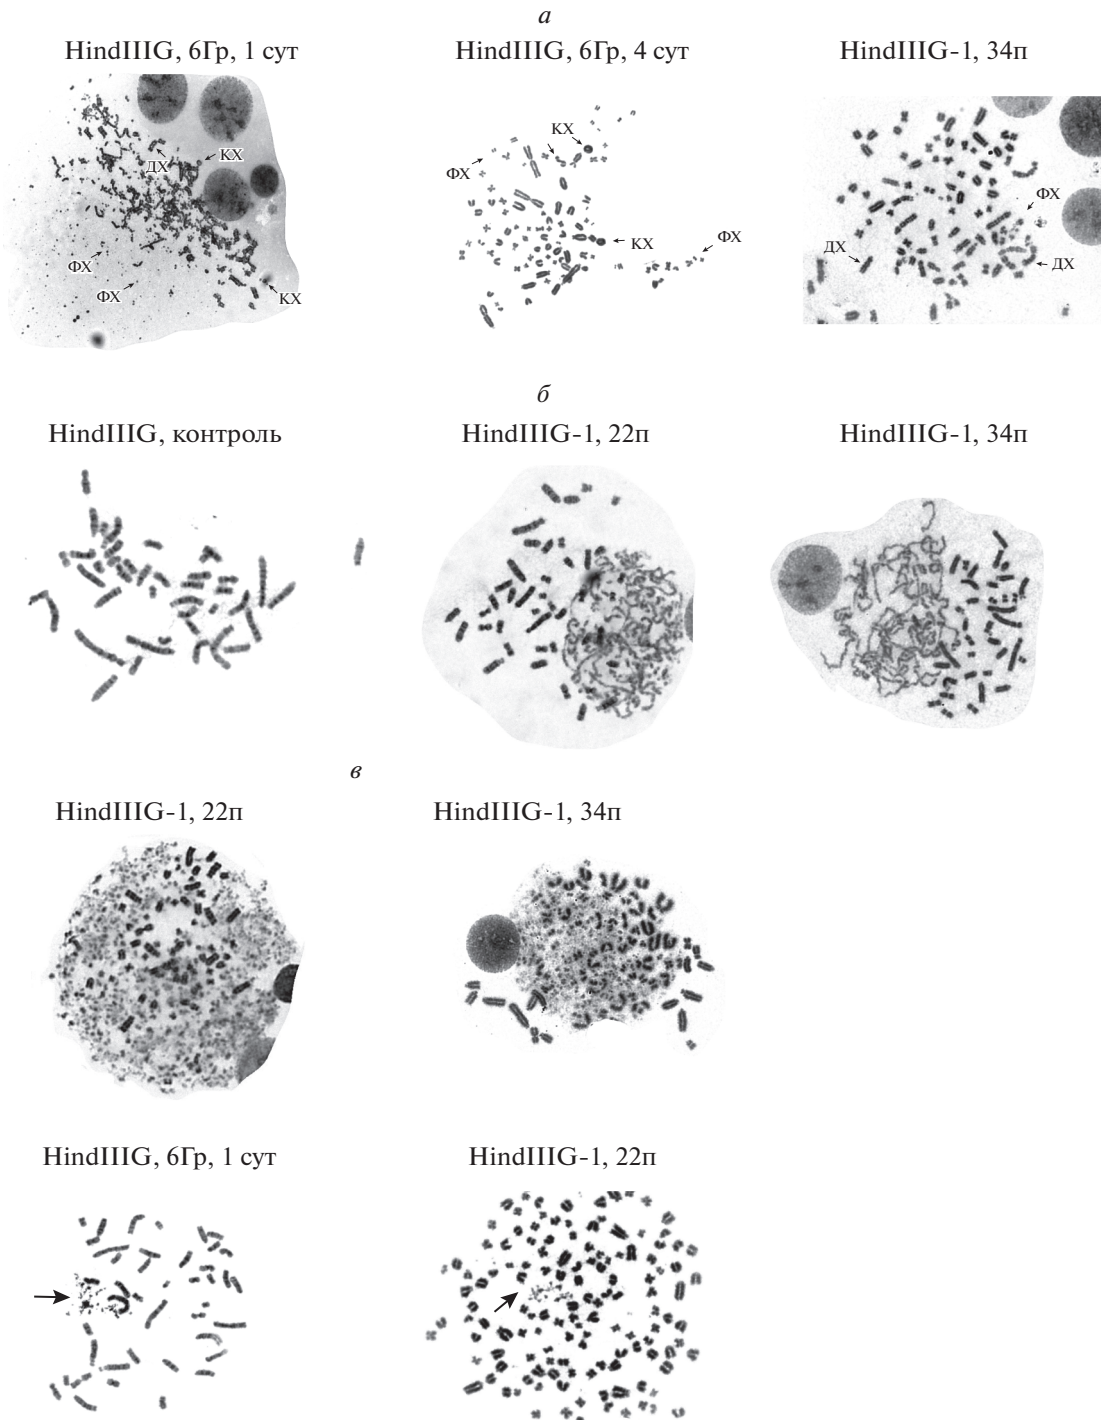 а
HindIIIG, 6Гр, 1 сут HindIIIG, 6Гр, 4 сут HindIIIG-1, 34п
ДХ КХ ФХ ФХ КХ
КХ ФХ КХ ФХ
ФХ ДХ ДХ
б
HindIIIG, контроль HindIIIG-1, 22п HindIIIG-1, 34п
в
HindIIIG-1, 22п HindIIIG-1, 34п
HindIIIG, 6Гр, 1 сут HindIIIG-1, 22п